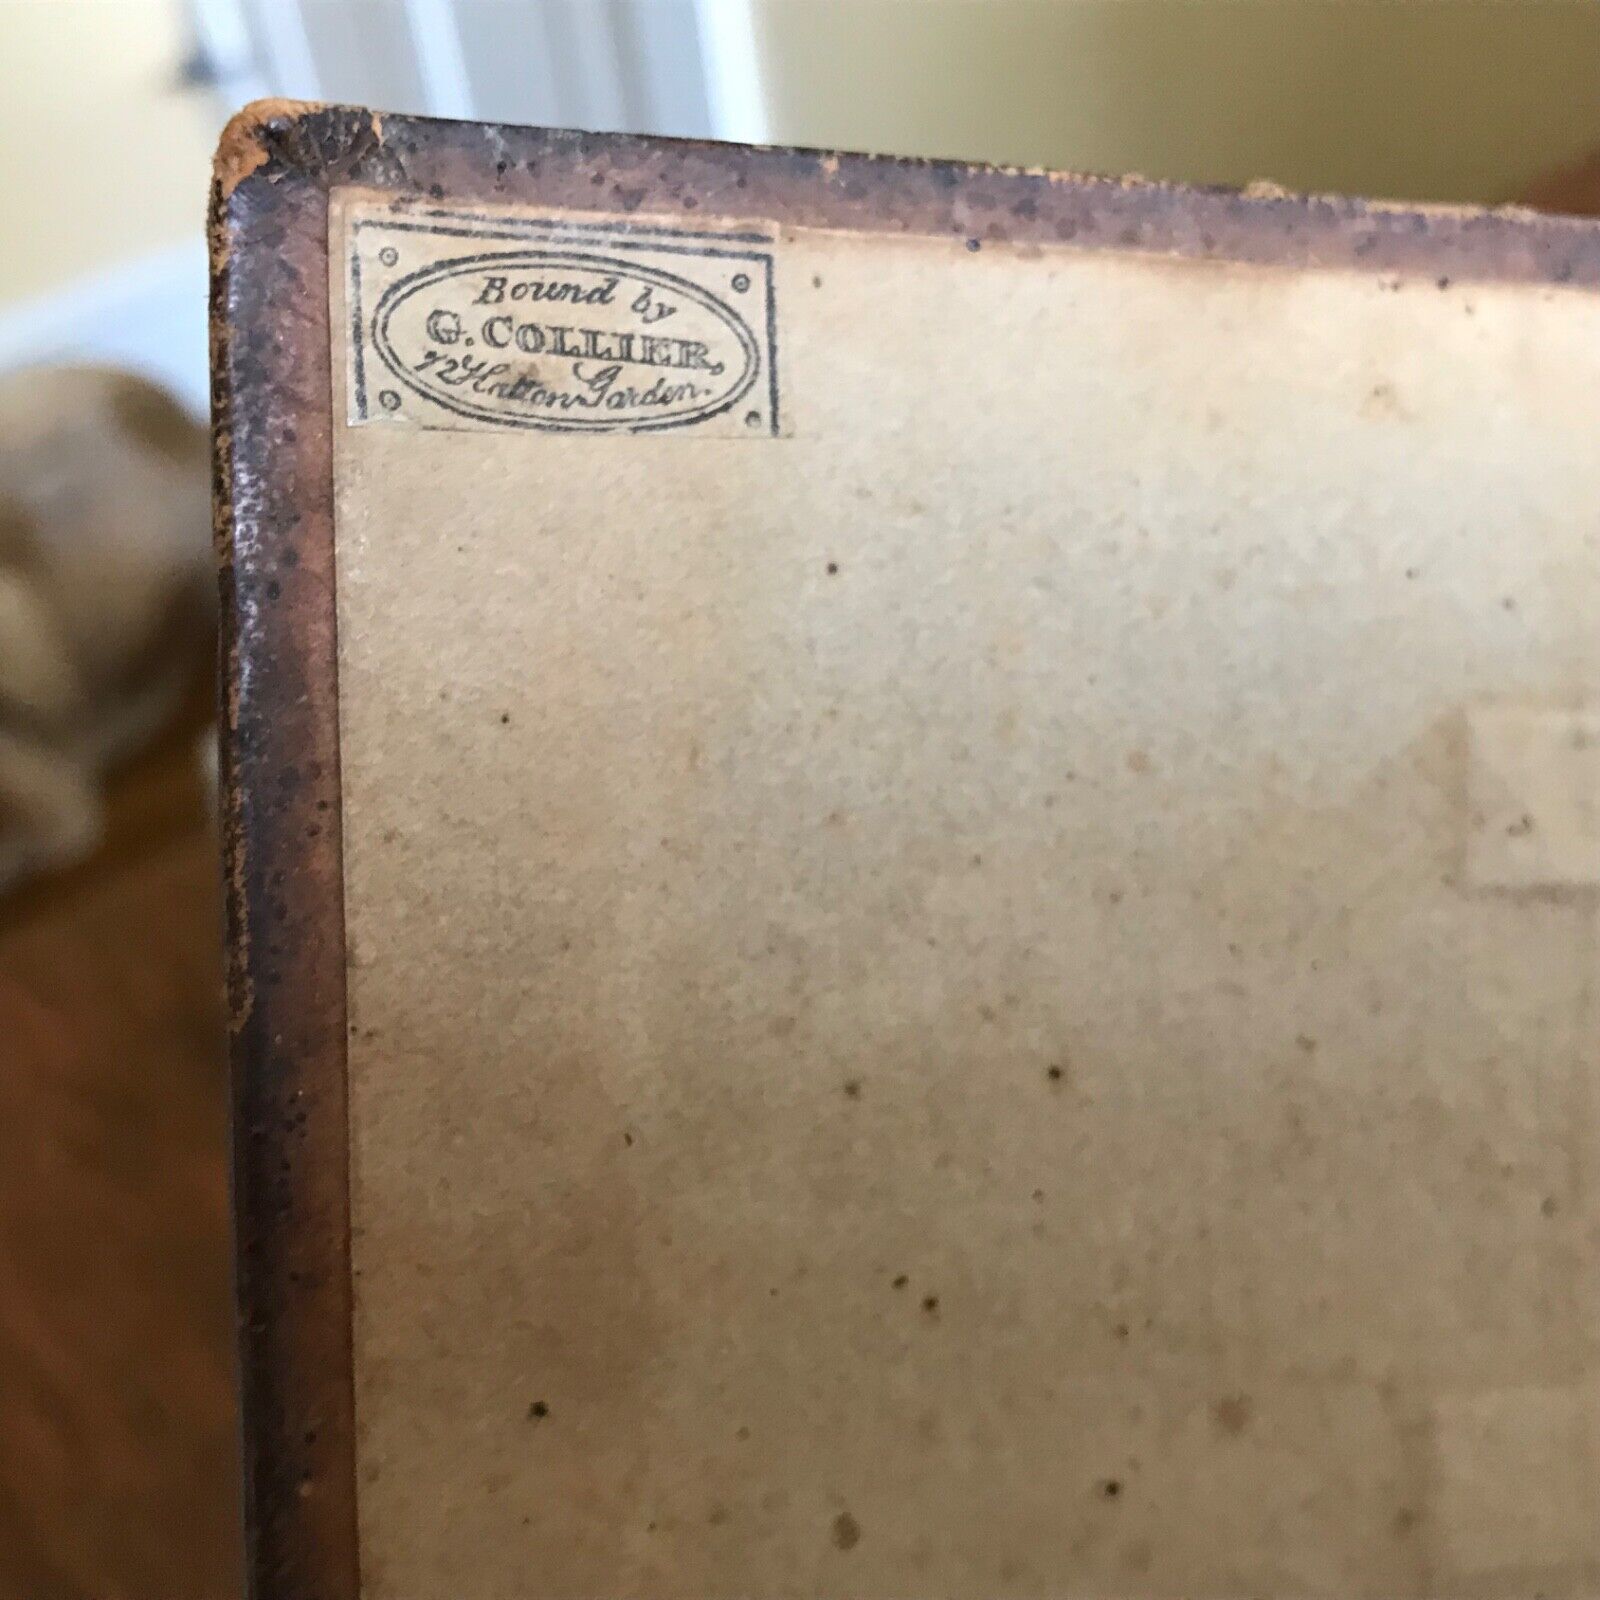 Bound by
G. COLLIER,
72 Hatton Garden.